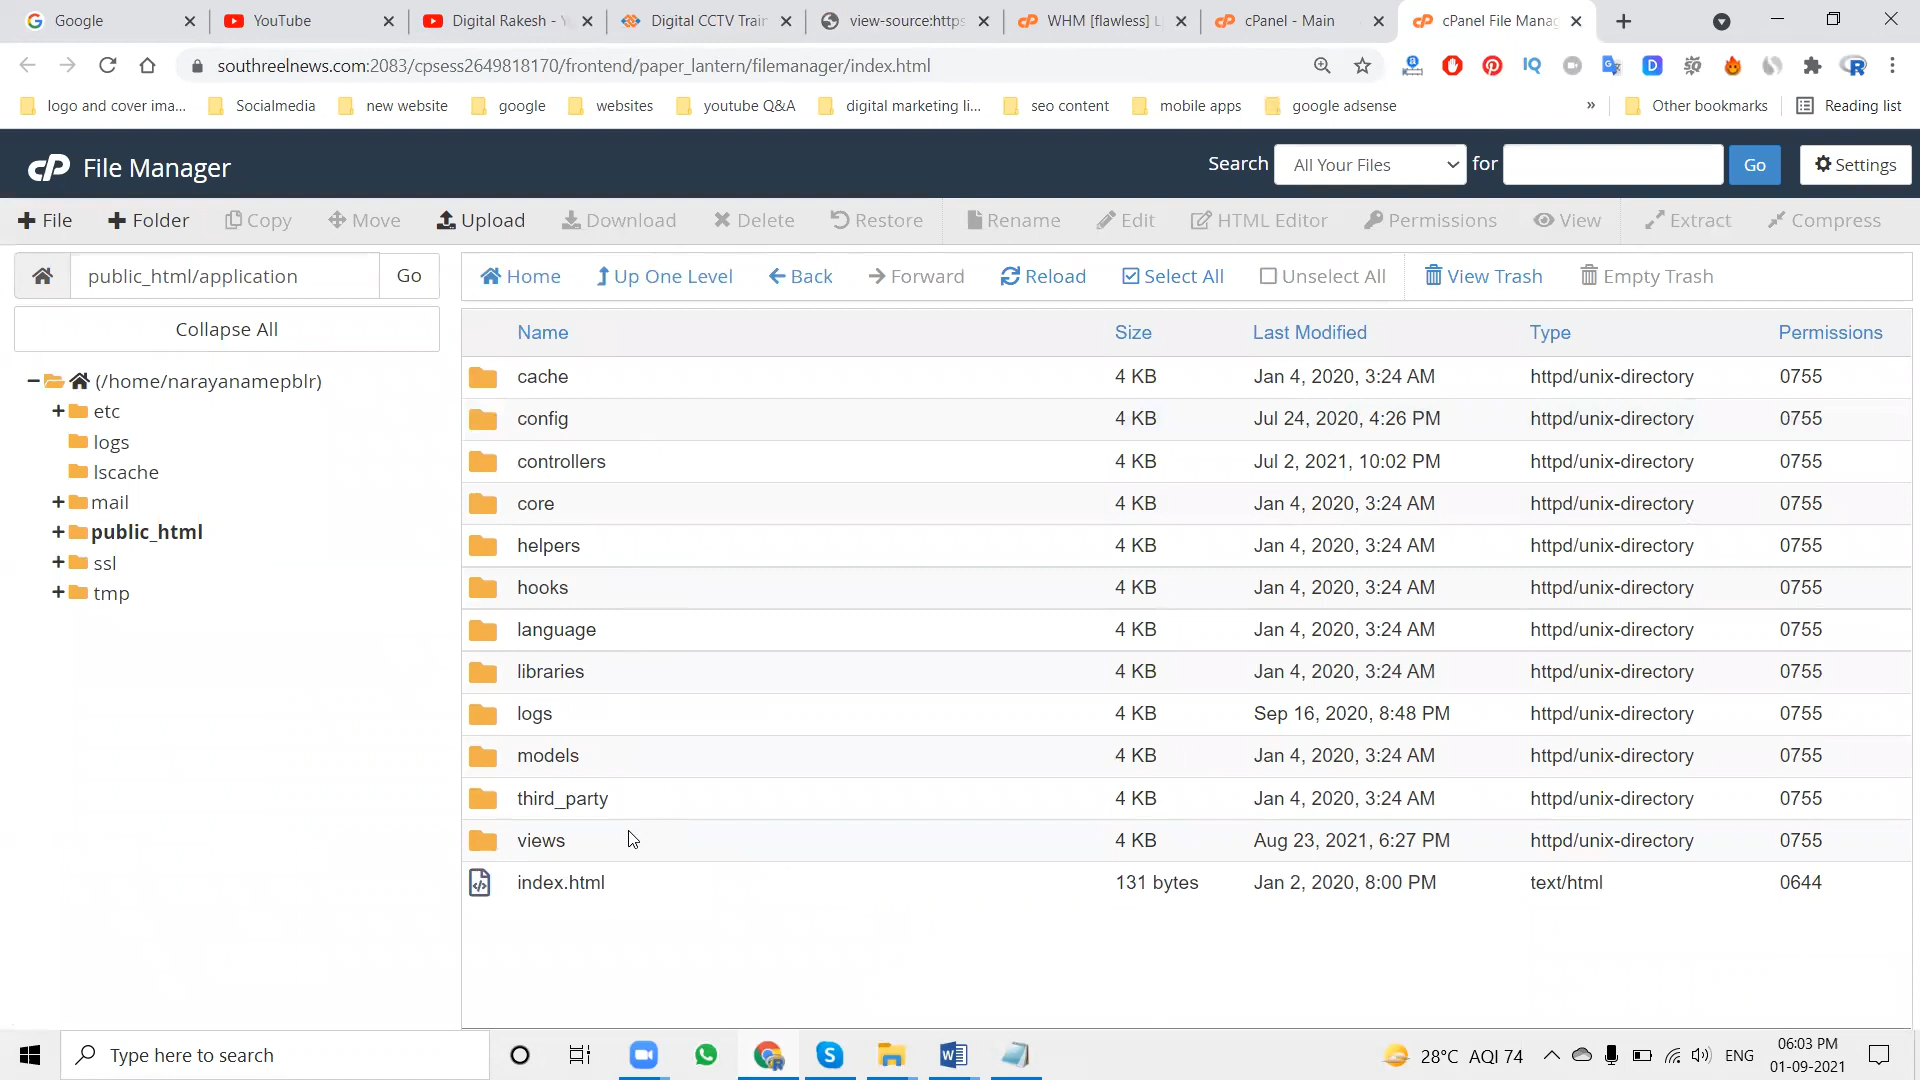 Google
YouTube
Digital Rakesh - Y
Digital CCTV Train
view-source:https
WHM [flawless] L
cPanel - Main
cPanel File Manag
southreelnews.com:2083/cpsess2649818170/frontend/paper_lantern/filemanager/index.html
logo and cover ima...
Socialmedia
new website
google
websites
youtube Q&A
digital marketing li...
seo content
mobile apps
google adsense
»
Other bookmarks
Reading list
cP File Manager
Search All Your Files for Go Settings
File Folder Copy Move Upload Download Delete Restore Rename Edit HTML Editor Permissions View Extract Compress
public_html/application Go
Home Up One Level Back Forward Reload Select All Unselect All View Trash Empty Trash
Collapse All
(/home/narayanamepblr)
etc
logs
lscache
mail
public_html
ssl
tmp
Name Size Last Modified Type Permissions
cache 4 KB Jan 4, 2020, 3:24 AM httpd/unix-directory 0755
config 4 KB Jul 24, 2020, 4:26 PM httpd/unix-directory 0755
controllers 4 KB Jul 2, 2021, 10:02 PM httpd/unix-directory 0755
core 4 KB Jan 4, 2020, 3:24 AM httpd/unix-directory 0755
helpers 4 KB Jan 4, 2020, 3:24 AM httpd/unix-directory 0755
hooks 4 KB Jan 4, 2020, 3:24 AM httpd/unix-directory 0755
language 4 KB Jan 4, 2020, 3:24 AM httpd/unix-directory 0755
libraries 4 KB Jan 4, 2020, 3:24 AM httpd/unix-directory 0755
logs 4 KB Sep 16, 2020, 8:48 PM httpd/unix-directory 0755
models 4 KB Jan 4, 2020, 3:24 AM httpd/unix-directory 0755
third_party 4 KB Jan 4, 2020, 3:24 AM httpd/unix-directory 0755
views 4 KB Aug 23, 2021, 6:27 PM httpd/unix-directory 0755
index.html 131 bytes Jan 2, 2020, 8:00 PM text/html 0644
Type here to search
28°C AQI 74
ENG
06:03 PM
01-09-2021